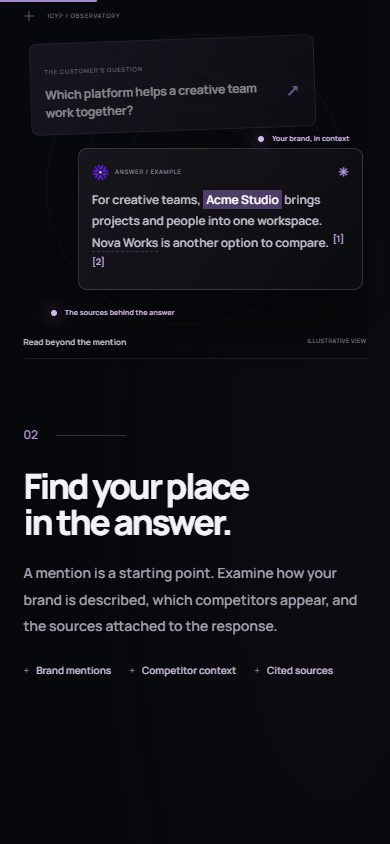 ICYP / OBSERVATORY
THE CUSTOMER'S QUESTION
Which platform helps a creative team
work together?
Your brand, in context
ANSWER / EXAMPLE
For creative teams, Acme Studio brings
projects and people into one workspace.
Nova Works is another option to compare. [1]
[2]
The sources behind the answer
Read beyond the mention
ILLUSTRATIVE VIEW
02
Find your place
in the answer.
A mention is a starting point. Examine how your
brand is described, which competitors appear, and
the sources attached to the response.
+ Brand mentions + Competitor context + Cited sources